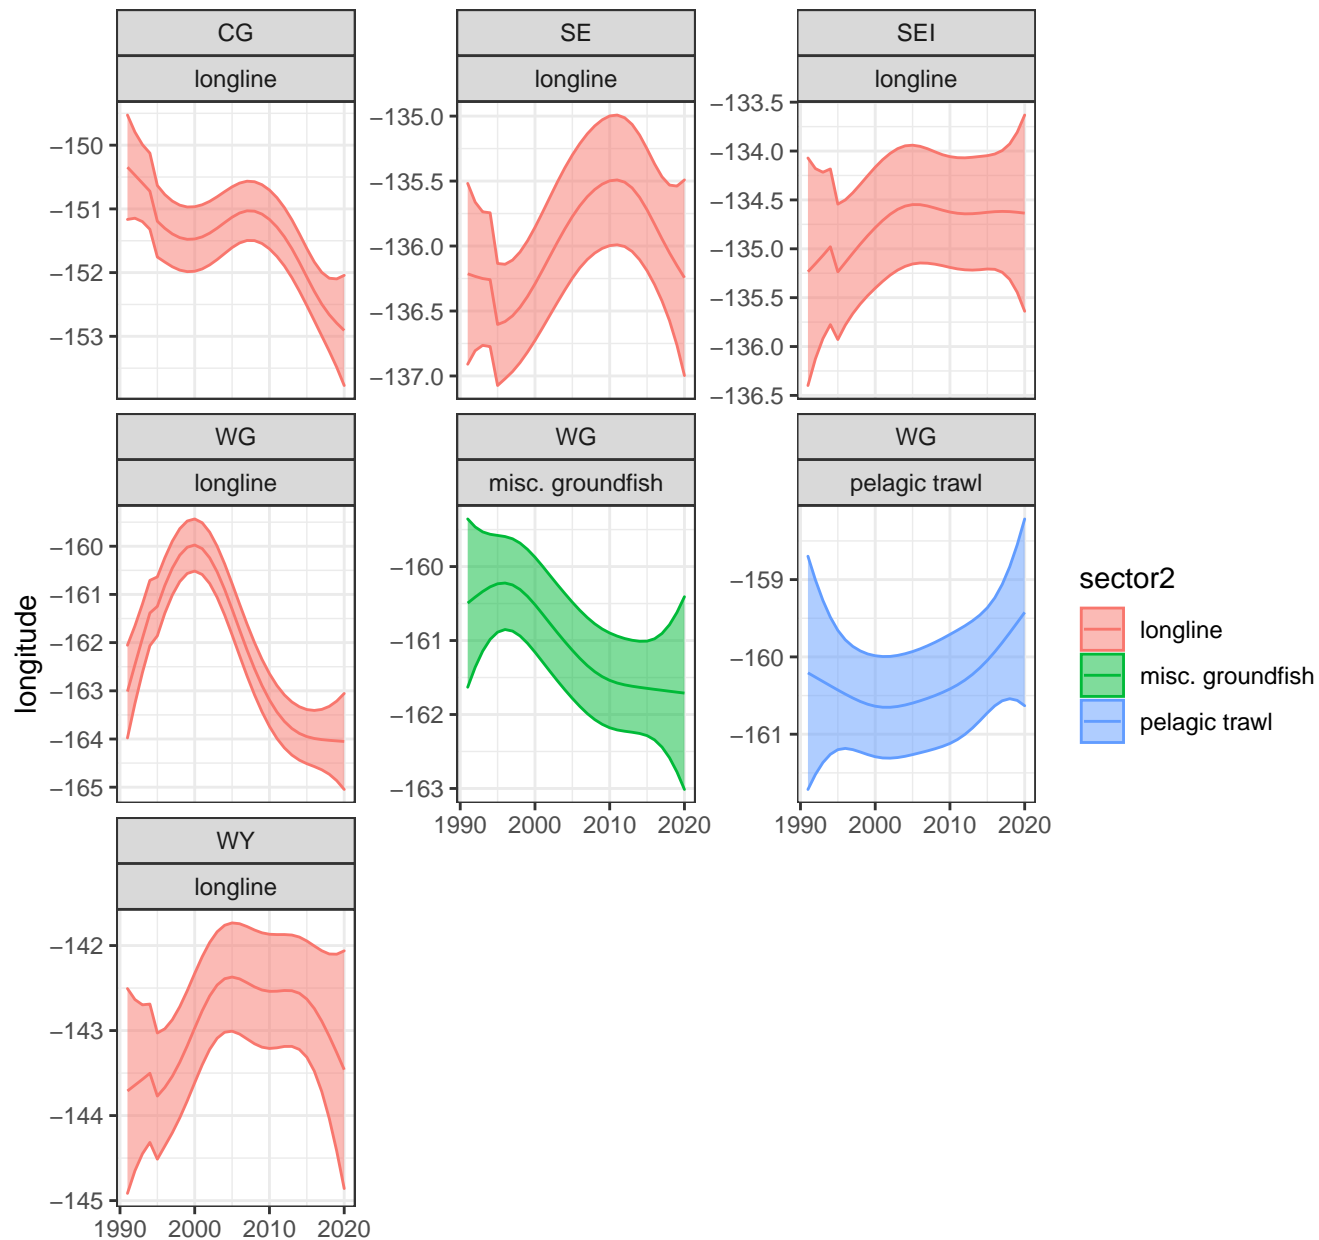 CG
longline
−150
−151
−152
−153
SE
longline
−135.0
−135.5
−136.0
−136.5
−137.0
SEI
longline
−133.5
−134.0
−134.5
−135.0
−135.5
−136.0
−136.5
WG
longline
−160
−161
−162
−163
−164
−165
WG
misc. groundfish
−160
−161
−162
−163
1990 2000 2010 2020
WG
pelagic trawl
−159
−160
−161
1990 2000 2010 2020
WY
longline
−142
−143
−144
−145
1990 2000 2010 2020
longitude
sector2
longline
misc. groundfish
pelagic trawl